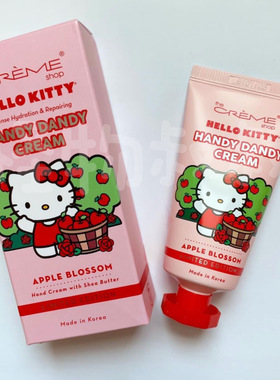 THE CRÈME
shop
HELLO KITTY
Intense Hydration & Repairing
HANDY DANDY
CREAM
APPLE BLOSSOM
Hand Cream with Shea Butter
Made in Korea
the
CRÈME
shop
HELLO KITTY
HANDY DANDY
CREAM
APPLE BLOSSOM
LIMITED EDITION
Made in Korea